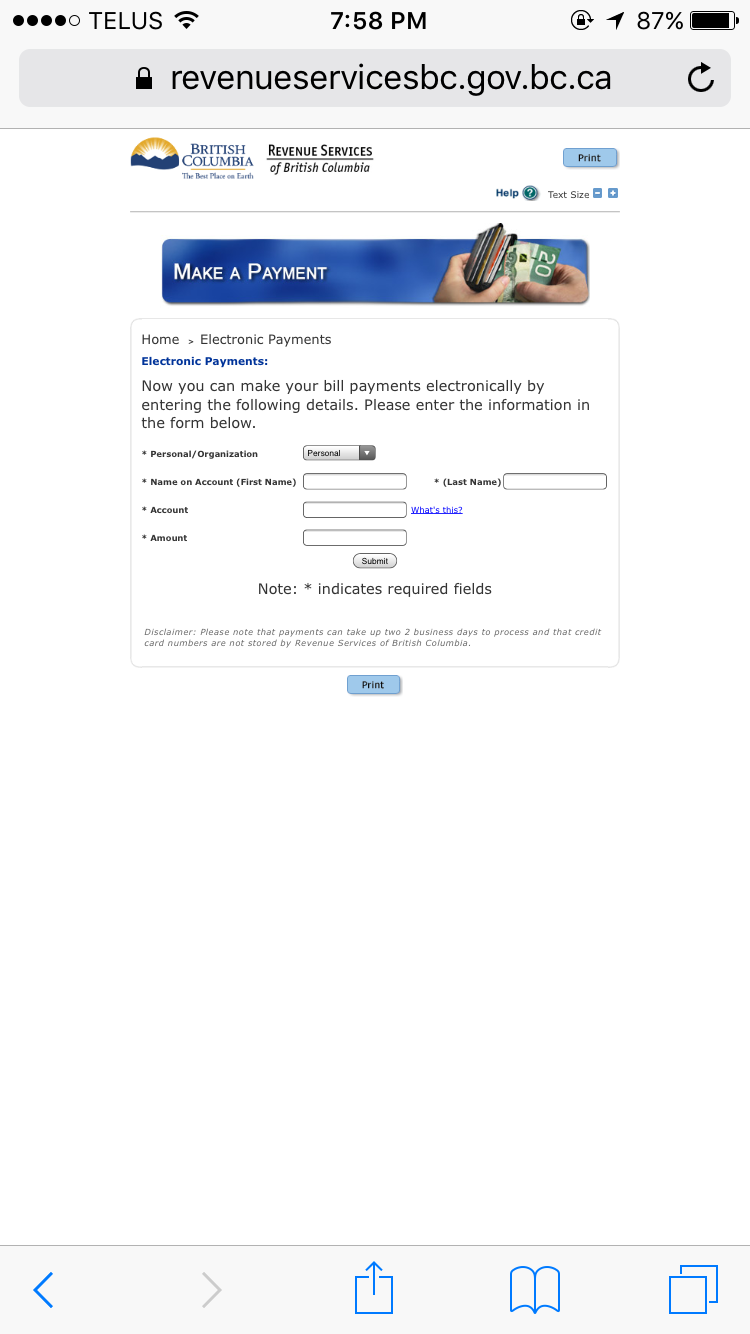 TELUS 7:58 PM 87%
revenueservicesbc.gov.bc.ca
BRITISH COLUMBIA
The Best Place on Earth
REVENUE SERVICES
of British Columbia
Print
Help ? Text Size - +
MAKE A PAYMENT
20
Home > Electronic Payments
Electronic Payments:
Now you can make your bill payments electronically by
entering the following details. Please enter the information in
the form below.
* Personal/Organization Personal
* Name on Account (First Name) * (Last Name)
* Account What's this?
* Amount
Submit
Note: * indicates required fields
Disclaimer: Please note that payments can take up two 2 business days to process and that credit
card numbers are not stored by Revenue Services of British Columbia.
Print